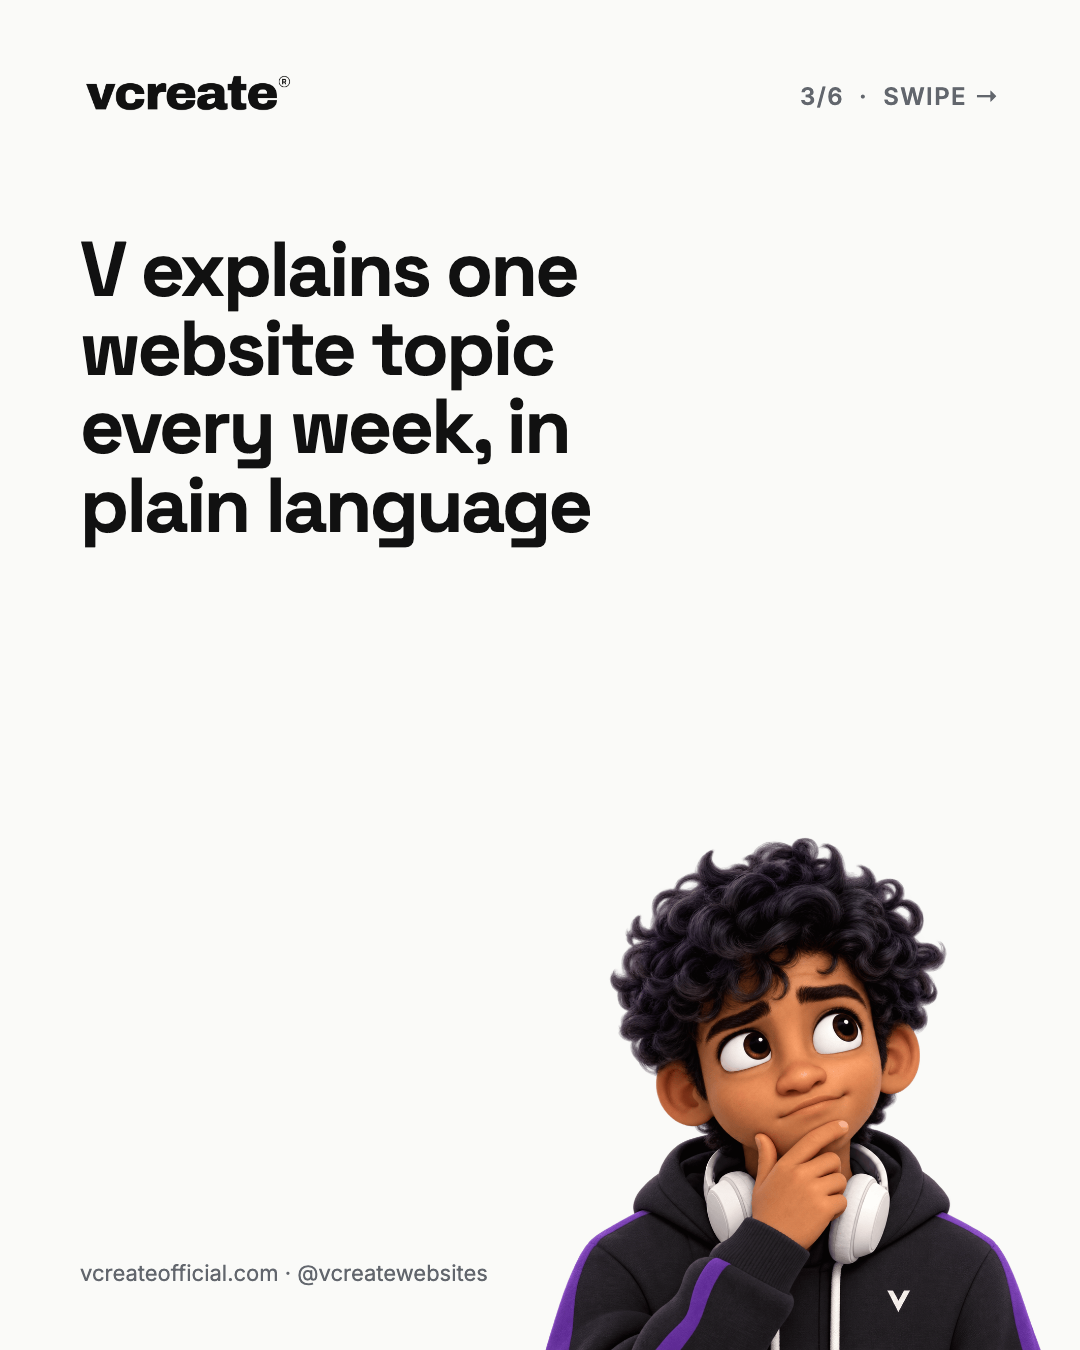 vcreate®
3/6 · SWIPE →
V explains one
website topic
every week, in
plain language
vcreateofficial.com · @vcreatewebsites
V